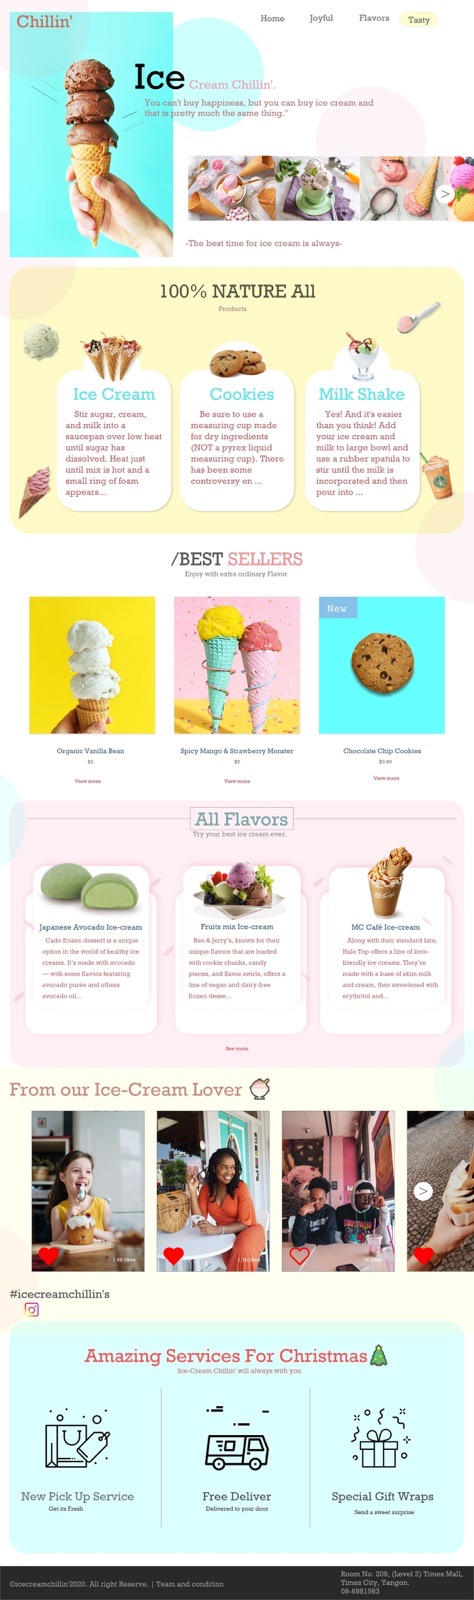 Chillin'
Home Joyful Flavors Tasty
Ice Cream Chillin'.
You can't buy happiness, but you can buy ice cream and
that is pretty much the same thing."
>
-The best time for ice cream is always-
100% NATURE All
Products
Ice Cream
Stir sugar, cream,
and milk into a
saucepan over low heat
until sugar has
dissolved. Heat just
until mix is hot and a
small ring of foam
appears...
Cookies
Be sure to use a
measuring cup made
for dry ingredients
(NOT a pyrex liquid
measuring cup). There
has been some
controversy on ...
Milk Shake
Yes! And it's easier
than you think! Add
your ice cream and
milk to large bowl and
use a rubber spatula to
stir until the milk is
incorporated and then
pour into ...
/BEST SELLERS
Enjoy with extra ordinary Flavor
New
Organic Vanilla Bean
$3
View more
Spicy Mango & Strawberry Monster
$5
View more
Chocolate Chip Cookies
$0.89
View more
All Flavors
Try your best ice cream ever.
Japanese Avocado Ice-cream
Cado frozen dessert is a unique
option in the world of healthy ice
creams. It's made with avocado
— with some flavors featuring
avocado purée and others
avocado oil...
Fruits mix Ice-cream
Ben & Jerry's, known for their
unique flavors that are loaded
with cookie chunks, candy
pieces, and flavor swirls, offers a
line of vegan and dairy-free
frozen desse...
MC Café Ice-cream
Along with their standard fare,
Halo Top offers a line of keto-
friendly ice creams. They're
made with a base of skim milk
and cream, then sweetened with
erythritol and...
See more
From our Ice-Cream Lover
>
#icecreamchillin's
Amazing Services For Christmas
Ice-Cream Chillin' will always with you
New Pick Up Service
Get its Fresh
Free Deliver
Delivered to your door
Special Gift Wraps
Send a sweet surprise
©icecreamchillin'2020. All right Reserve. | Team and condition
Room No. 209, (Level 2) Times Mall,
Times City, Yangon.
09-6981563